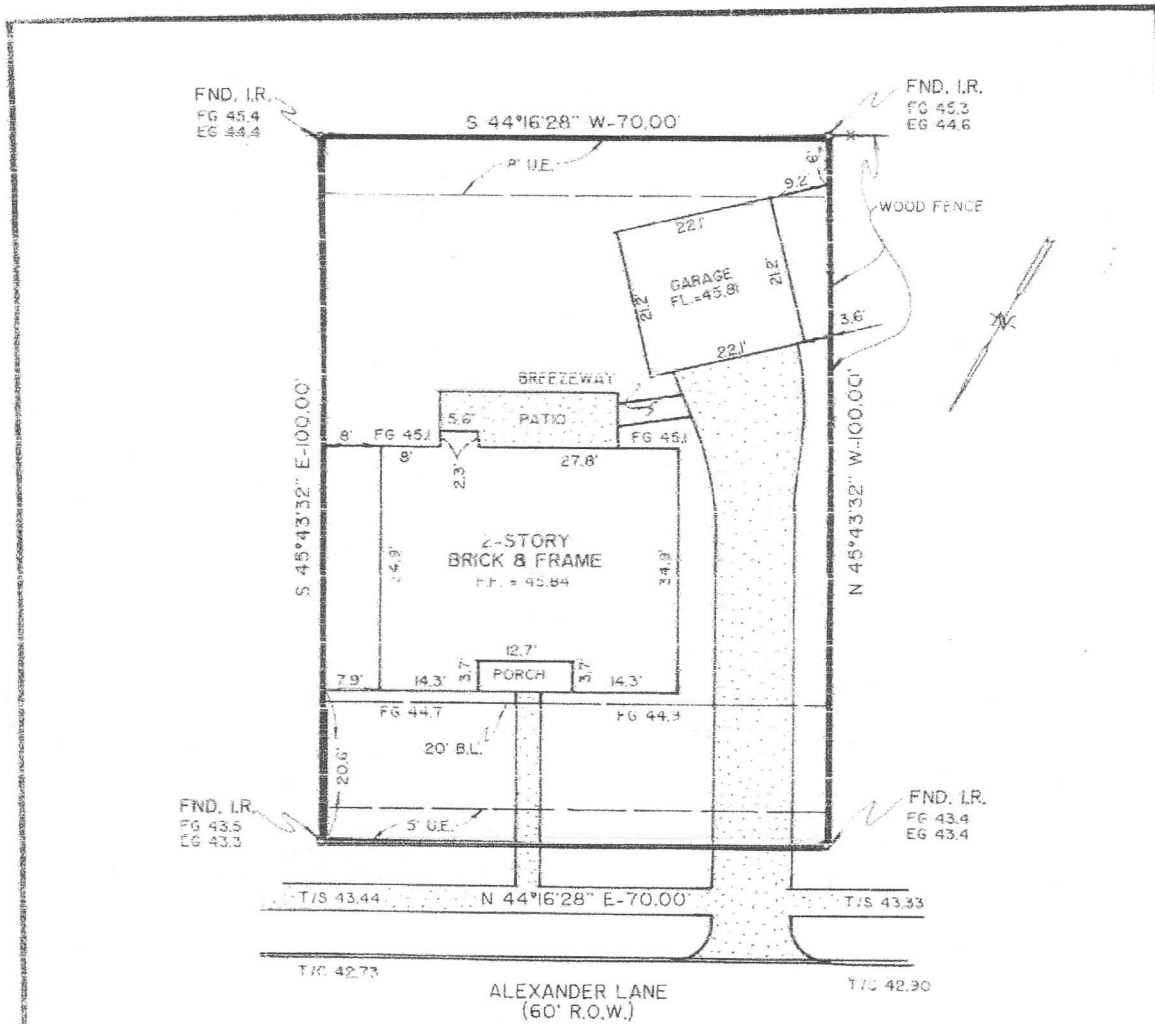 FND. I.R.
FG 45.4
EG 44.4
S 44°16'28" W-70.00'
FND. I.R.
FG 45.3
EG 44.6
8' U.E.
8'
9.2'
WOOD FENCE
22.1'
GARAGE
FL.=45.81
21.2'
21.2'
22.1'
3.6'
BREEZEWAY
5.6'
PATIO
8'
FG 45.1
FG 45.1
8'
2.3'
27.8'
S 45°43'32" E-100.00'
N 45°43'32" W-100.00'
2-STORY
BRICK & FRAME
F.F. = 45.84
34.9'
34.9'
12.7'
3.7'
PORCH
3.7'
7.9'
14.3'
14.3'
FG 44.7
FG 44.9
20' B.L.
20.6'
FND. I.R.
FG 43.5
EG 43.3
5' U.E.
FND. I.R.
FG 43.4
EG 43.4
T/S 43.44
N 44°16'28" E-70.00'
T/S 43.33
T/C 42.73
T/C 42.90
ALEXANDER LANE
(60' R.O.W.)